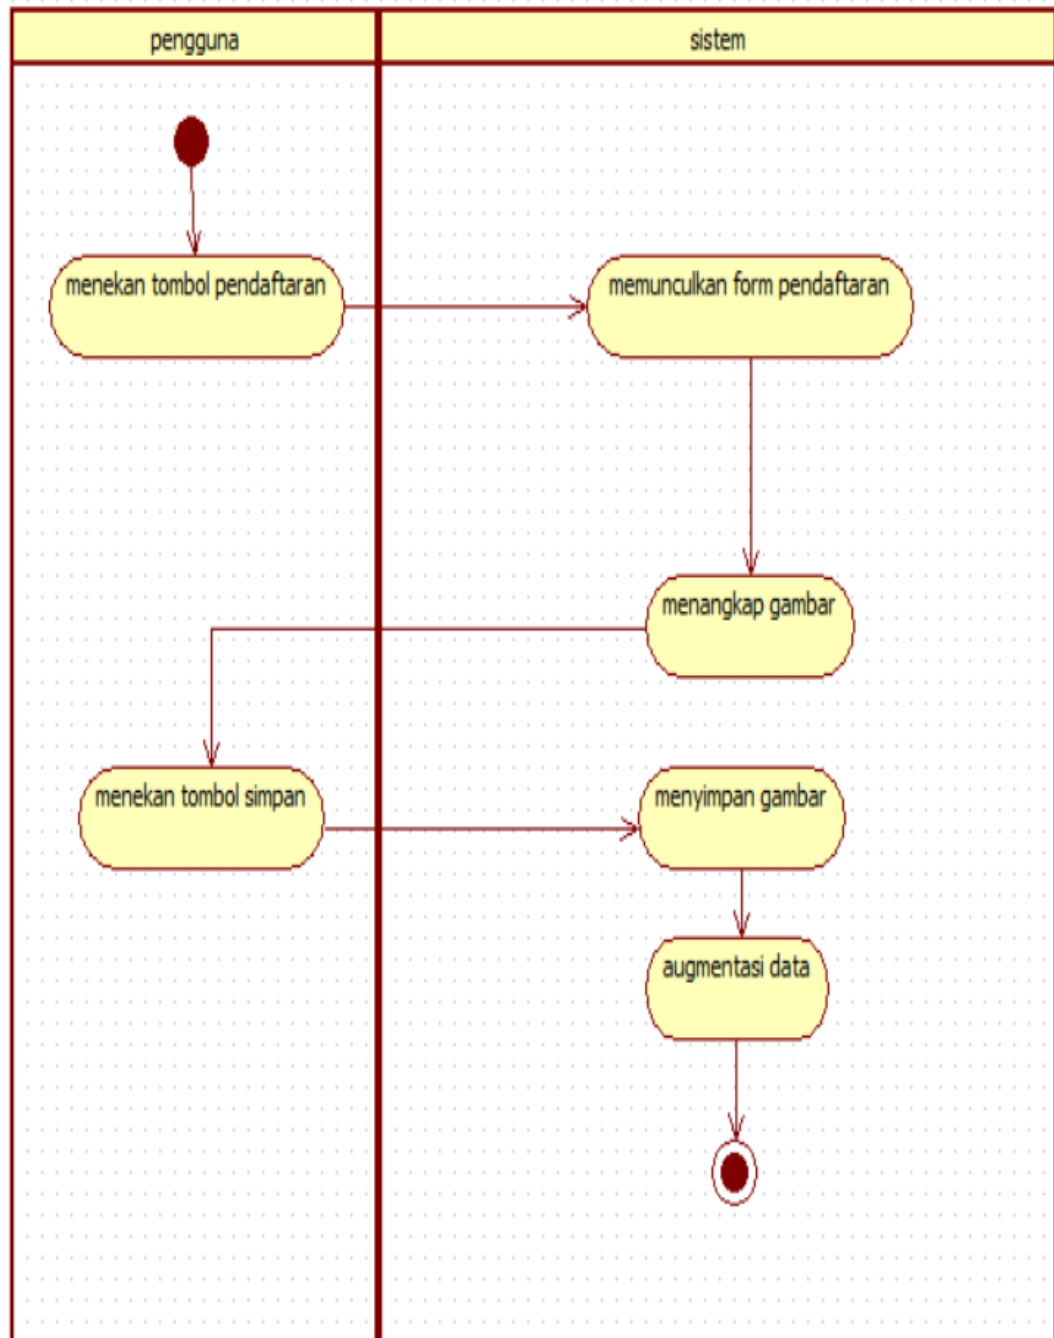 pengguna
sistem
menekan tombol pendaftaran
memunculkan form pendaftaran
menangkap gambar
menekan tombol simpan
menyimpan gambar
augmentasi data